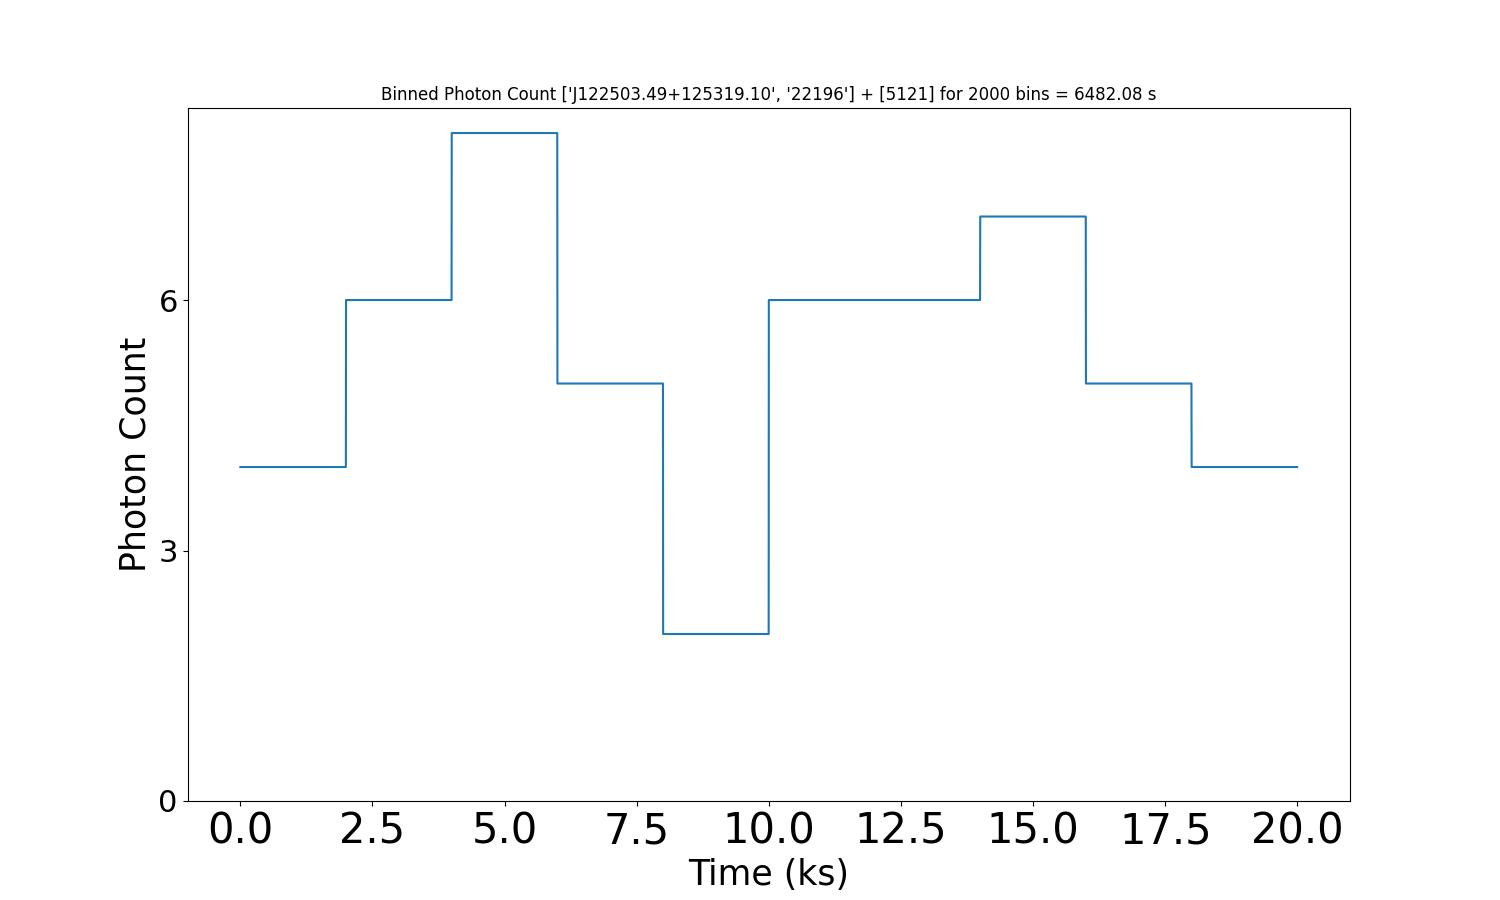 Binned Photon Count ['J122503.49+125319.10', '22196'] + [5121] for 2000 bins = 6482.08 s
Photon Count
6
3
0
0.0 2.5 5.0 7.5 10.0 12.5 15.0 17.5 20.0
Time (ks)